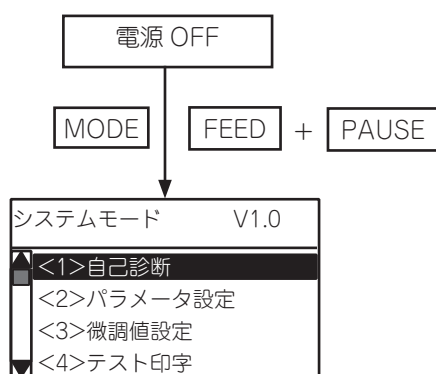 電源 OFF
MODE FEED + PAUSE
システムモード V1.0
<1>自己診断
<2>パラメータ設定
<3>微調値設定
<4>テスト印字